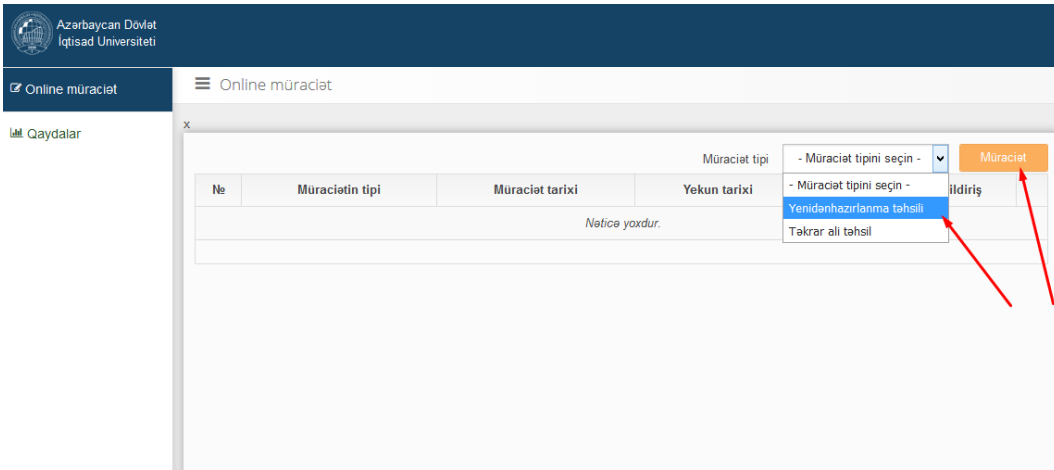 Azərbaycan Dövlət
İqtisad Universiteti
Online müraciət
Online müraciət
Qaydalar
x
Müraciət tipi
- Müraciət tipini seçin -
Müraciət
№ Müraciətin tipi Müraciət tarixi Yekun tarixi
- Müraciət tipini seçin -
Yenidənhazırlanma təhsili
Təkrar ali təhsil
Nəticə yoxdur.